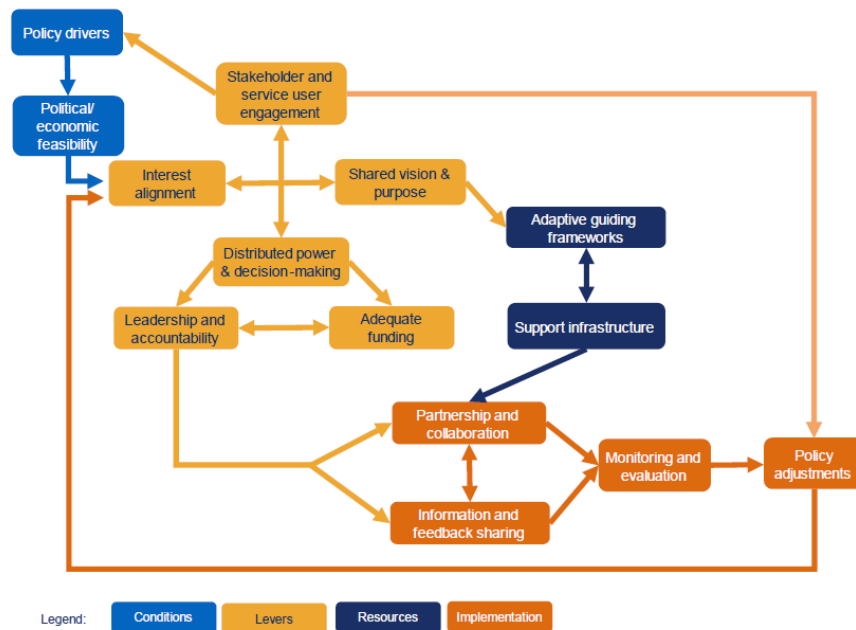 Policy drivers
Stakeholder and
service user
engagement
Political/
economic
feasibility
Interest
alignment
Shared vision &
purpose
Adaptive guiding
frameworks
Distributed power
& decision-making
Leadership and
accountability
Adequate
funding
Support infrastructure
Partnership and
collaboration
Monitoring and
evaluation
Policy
adjustments
Information and
feedback sharing
Legend:
Conditions
Levers
Resources
Implementation